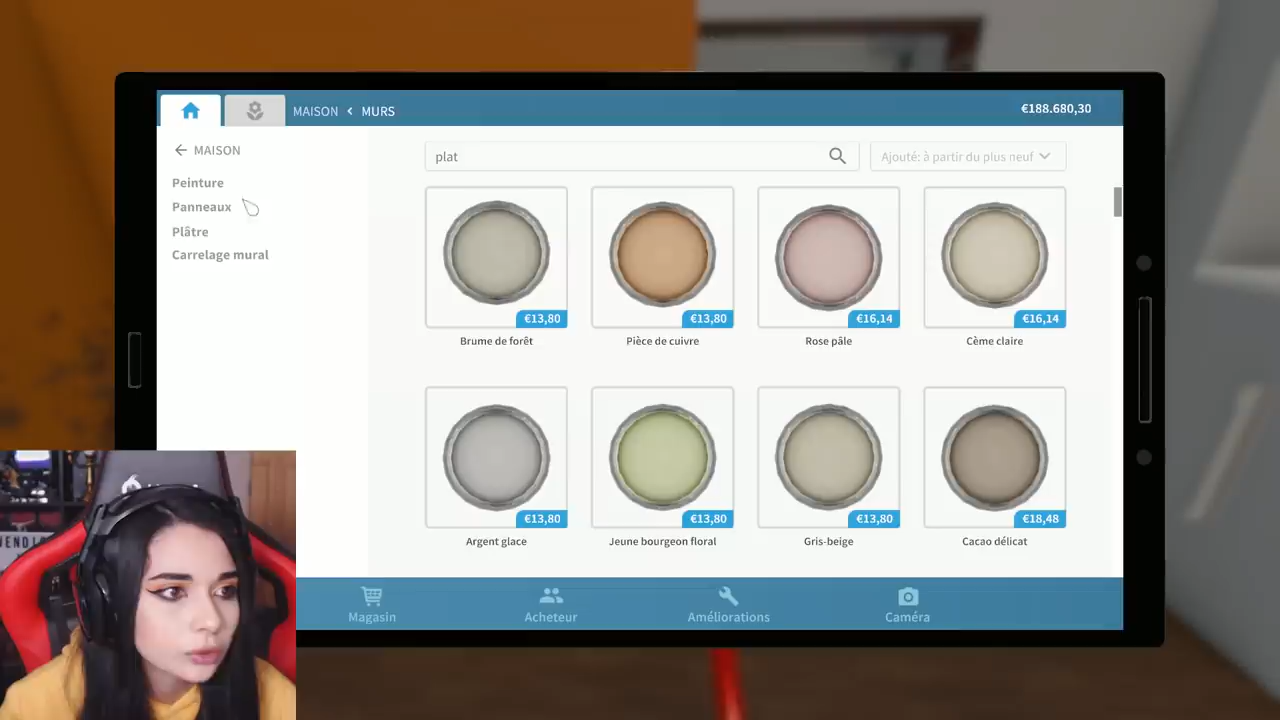 MAISON < MURS
€188.680,30
← MAISON
Peinture
Panneaux
Plâtre
Carrelage mural
plat
Ajouté: à partir du plus neuf
€13,80
€13,80
€16,14
€16,14
Brume de forêt
Pièce de cuivre
Rose pâle
Cème claire
€13,80
€13,80
€13,80
€18,48
Argent glace
Jeune bourgeon floral
Gris-beige
Cacao délicat
Magasin
Acheteur
Améliorations
Caméra